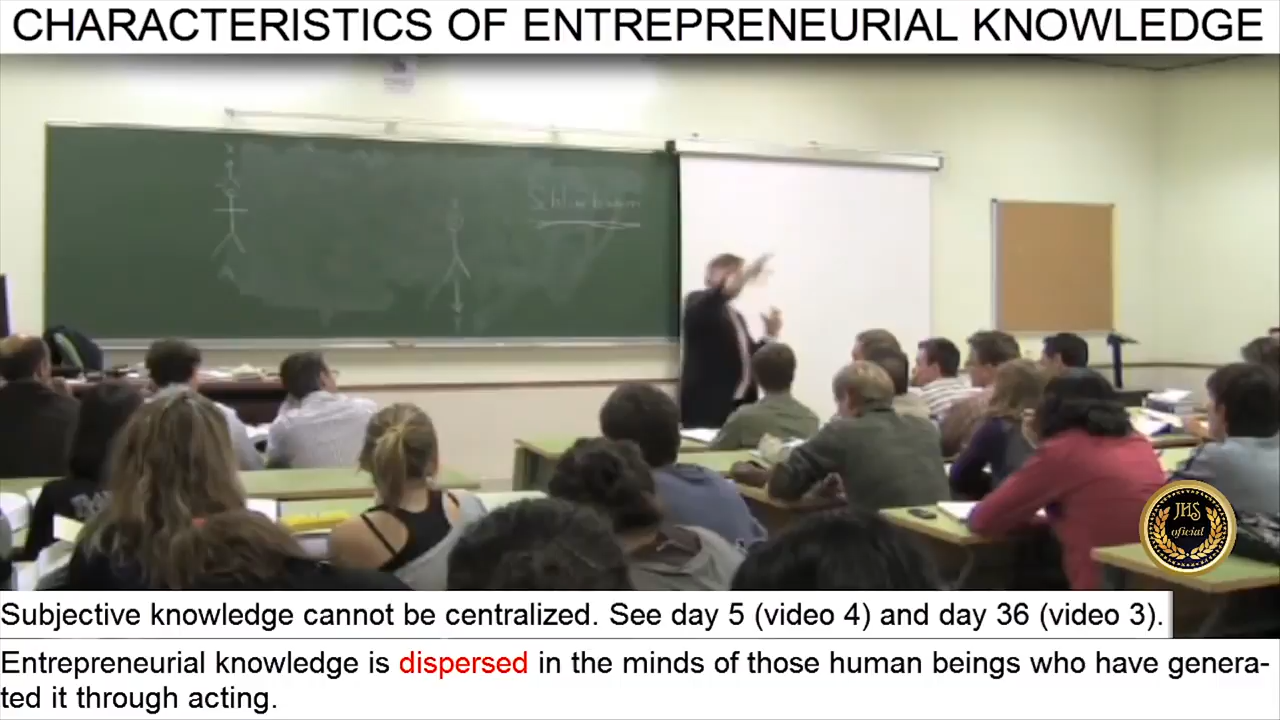 CHARACTERISTICS OF ENTREPRENEURIAL KNOWLEDGE
JHS
oficial
Subjective knowledge cannot be centralized. See day 5 (video 4) and day 36 (video 3).
Entrepreneurial knowledge is dispersed in the minds of those human beings who have genera-
ted it through acting.